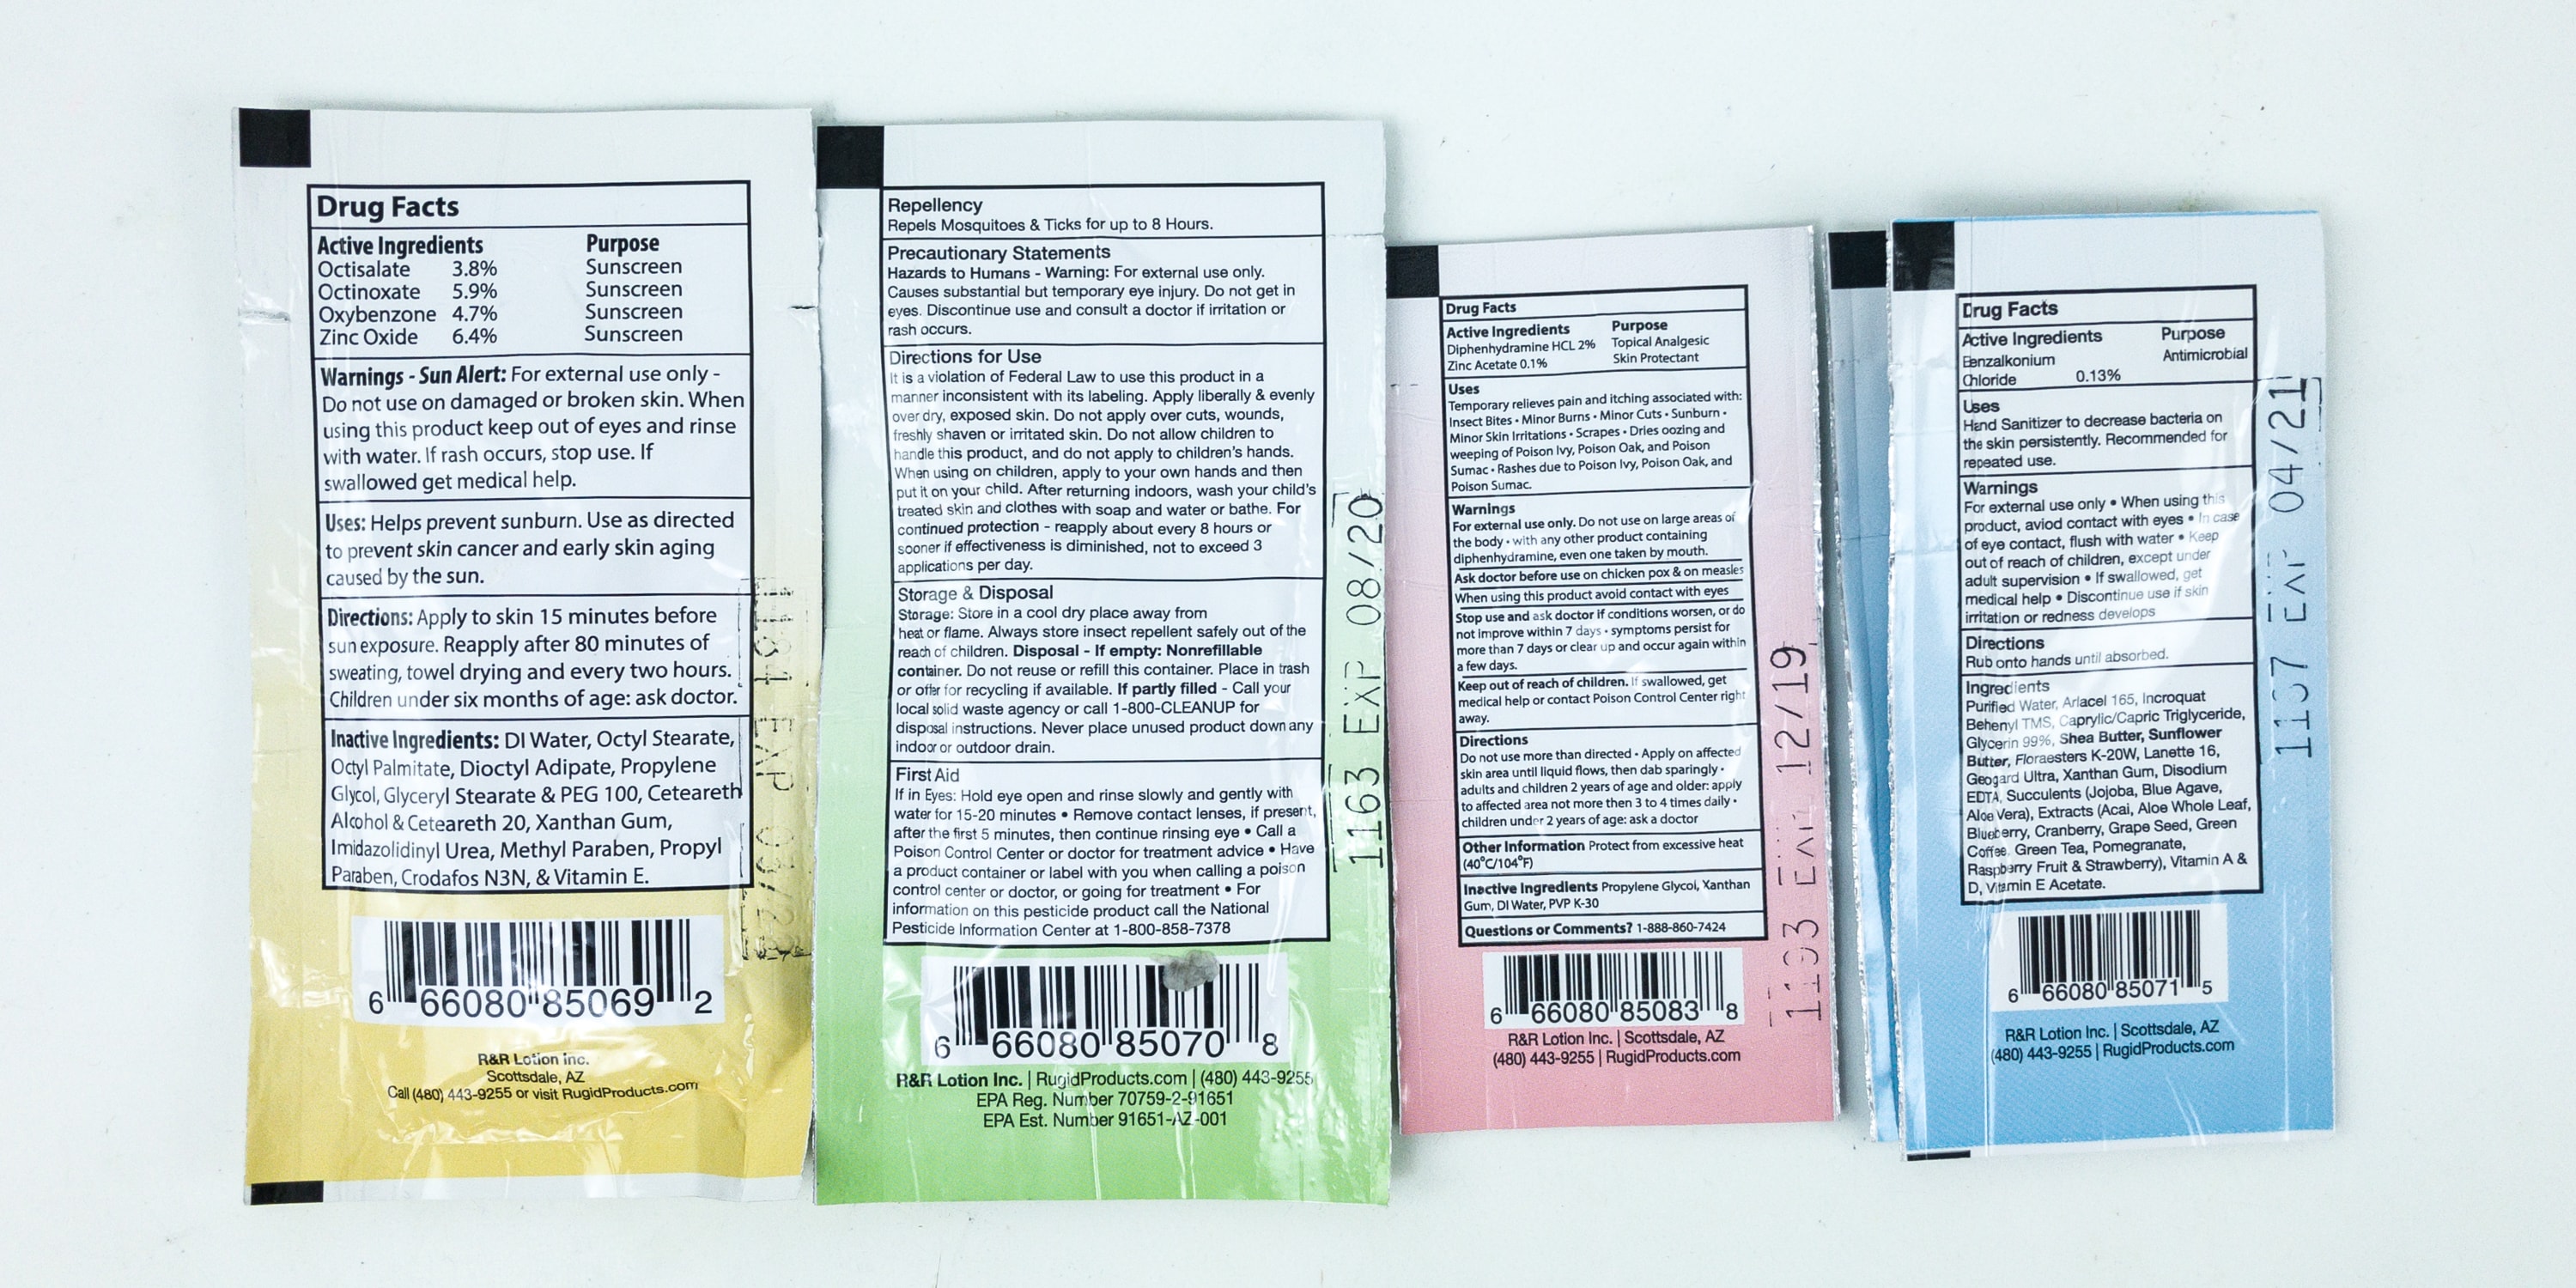 Drug Facts
Active Ingredients Purpose
Octisalate 3.8% Sunscreen
Octinoxate 5.9% Sunscreen
Oxybenzone 4.7% Sunscreen
Zinc Oxide 6.4% Sunscreen
Warnings - Sun Alert: For external use only -
Do not use on damaged or broken skin. When
using this product keep out of eyes and rinse
with water. If rash occurs, stop use. If
swallowed get medical help.
Uses: Helps prevent sunburn. Use as directed
to prevent skin cancer and early skin aging
caused by the sun.
Directions: Apply to skin 15 minutes before
sun exposure. Reapply after 80 minutes of
sweating, towel drying and every two hours.
Children under six months of age: ask doctor.
Inactive Ingredients: DI Water, Octyl Stearate,
Octyl Palmitate, Dioctyl Adipate, Propylene
Glycol, Glyceryl Stearate & PEG 100, Ceteareth
Alcohol & Ceteareth 20, Xanthan Gum,
Imidazolidinyl Urea, Methyl Paraben, Propyl
Paraben, Crodafos N3N, & Vitamin E.
EXP
6 66080 85069 2
R&R Lotion inc.
Scottsdale, AZ
Call (480) 443-9255 or visit RugidProducts.com
Repellency
Repels Mosquitoes & Ticks for up to 8 Hours.
Precautionary Statements
Hazards to Humans - Warning: For external use only.
Causes substantial but temporary eye injury. Do not get in
eyes. Discontinue use and consult a doctor if irritation or
rash occurs.
Directions for Use
It is a violation of Federal Law to use this product in a
manner inconsistent with its labeling. Apply liberally & evenly
over dry, exposed skin. Do not apply over cuts, wounds,
freshly shaven or irritated skin. Do not allow children to
handle this product, and do not apply to children's hands.
When using on children, apply to your own hands and then
put it on your child. After returning indoors, wash your child's
treated skin and clothes with soap and water or bathe. For
continued protection - reapply about every 8 hours or
sooner if effectiveness is diminished, not to exceed 3
applications per day.
Storage & Disposal
Storage: Store in a cool dry place away from
heat or flame. Always store insect repellent safely out of the
reach of children. Disposal - If empty: Nonrefillable
container. Do not reuse or refill this container. Place in trash
or offer for recycling if available. If partly filled - Call your
local solid waste agency or call 1-800-CLEANUP for
disposal instructions. Never place unused product down any
indoor or outdoor drain.
First Aid
If in Eyes: Hold eye open and rinse slowly and gently with
water for 15-20 minutes • Remove contact lenses, if present,
after the first 5 minutes, then continue rinsing eye • Call a
Poison Control Center or doctor for treatment advice • Have
a product container or label with you when calling a poison
control center or doctor, or going for treatment • For
information on this pesticide product call the National
Pesticide Information Center at 1-800-858-7378
1163 EXP 08/20
6 66080 85070 8
R&R Lotion Inc. | RugidProducts.com | (480) 443-9255
EPA Reg. Number 70759-2-91651
EPA Est. Number 91651-AZ-001
Drug Facts
Active Ingredients Purpose
Diphenhydramine HCL 2% Topical Analgesic
Zinc Acetate 0.1% Skin Protectant
Uses
Temporary relieves pain and itching associated with:
Insect Bites • Minor Burns • Minor Cuts • Sunburn •
Minor Skin Irritations • Scrapes • Dries oozing and
weeping of Poison Ivy, Poison Oak, and Poison
Sumac • Rashes due to Poison Ivy, Poison Oak, and
Poison Sumac.
Warnings
For external use only. Do not use on large areas of
the body • with any other product containing
diphenhydramine, even one taken by mouth.
Ask doctor before use on chicken pox & on measles
When using this product avoid contact with eyes
Stop use and ask doctor if conditions worsen, or do
not improve within 7 days • symptoms persist for
more than 7 days or clear up and occur again within
a few days.
Keep out of reach of children. If swallowed, get
medical help or contact Poison Control Center right
away.
Directions
Do not use more than directed • Apply on affected
skin area until liquid flows, then dab sparingly •
adults and children 2 years of age and older: apply
to affected area not more then 3 to 4 times daily •
children under 2 years of age: ask a doctor
Other Information Protect from excessive heat
(40°C/104°F)
Inactive Ingredients Propylene Glycol, Xanthan
Gum, DI Water, PVP K-30
Questions or Comments? 1-888-860-7424
EXP 12/19
6 66080 85083 8
R&R Lotion Inc. | Scottsdale, AZ
(480) 443-9255 | RugidProducts.com
Drug Facts
Active Ingredients Purpose
Benzalkonium Antimicrobial
Chloride 0.13%
Uses
Hand Sanitizer to decrease bacteria on
the skin persistently. Recommended for
repeated use.
Warnings
For external use only • When using this
product, aviod contact with eyes • In case
of eye contact, flush with water • Keep
out of reach of children, except under
adult supervision • If swallowed, get
medical help • Discontinue use if skin
irritation or redness develops
Directions
Rub onto hands until absorbed.
Ingredients
Purified Water, Arlacel 165, Incroquat
Behenyl TMS, Caprylic/Capric Triglyceride,
Glycerin 99%, Shea Butter, Sunflower
Butter, Floraesters K-20W, Lanette 16,
Geogard Ultra, Xanthan Gum, Disodium
EDTA, Succulents (Jojoba, Blue Agave,
Aloe Vera), Extracts (Acai, Aloe Whole Leaf,
Blueberry, Cranberry, Grape Seed, Green
Coffee, Green Tea, Pomegranate,
Raspberry Fruit & Strawberry), Vitamin A &
D, Vitamin E Acetate.
EXP 04/21
6 66080 85071 5
R&R Lotion Inc. | Scottsdale, AZ
(480) 443-9255 | RugidProducts.com